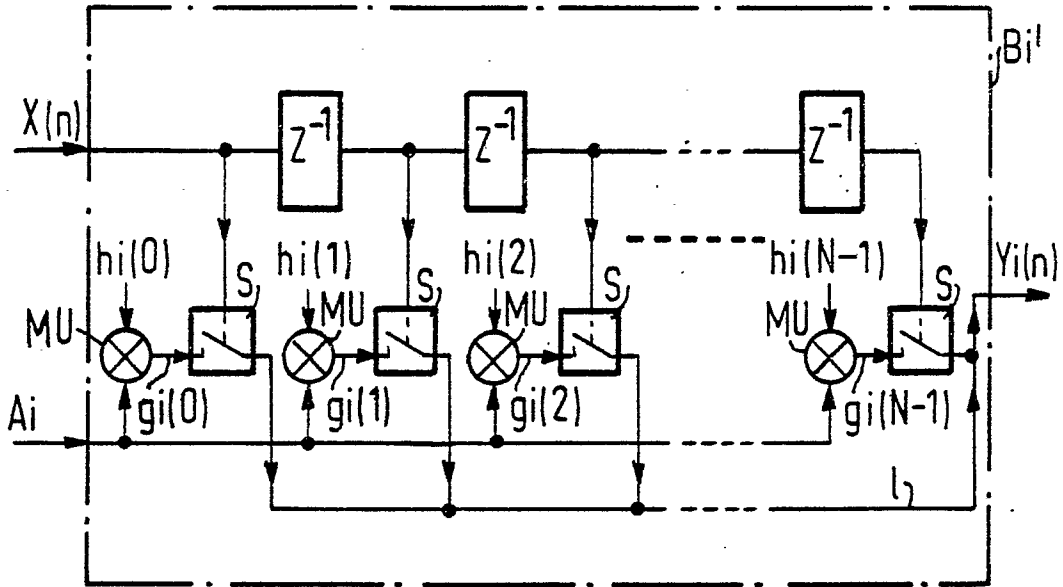 Bi'
X(n)
Z⁻¹ Z⁻¹ Z⁻¹
hi(0) hi(1) hi(2) hi(N-1) Yi(n)
S S S S
MU MU MU MU
Ai gi(0) gi(1) gi(2) gi(N-1)
l